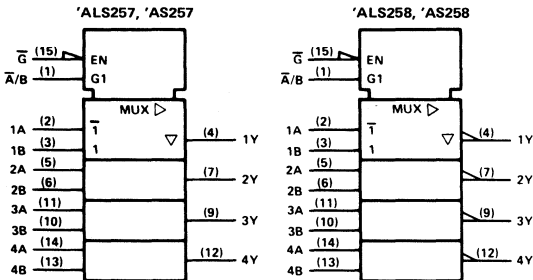 'ALS257, 'AS257
G̅ (15) EN
A̅/B (1) G1
MUX ▷
1A (2) 1̅ ▽ (4) 1Y
1B (3) 1
2A (5) (7) 2Y
2B (6)
3A (11) (9) 3Y
3B (10)
4A (14) (12) 4Y
4B (13)
'ALS258, 'AS258
G̅ (15) EN
A̅/B (1) G1
MUX ▷
1A (2) 1̅ ▽ (4) 1Y
1B (3) 1
2A (5) (7) 2Y
2B (6)
3A (11) (9) 3Y
3B (10)
4A (14) (12) 4Y
4B (13)